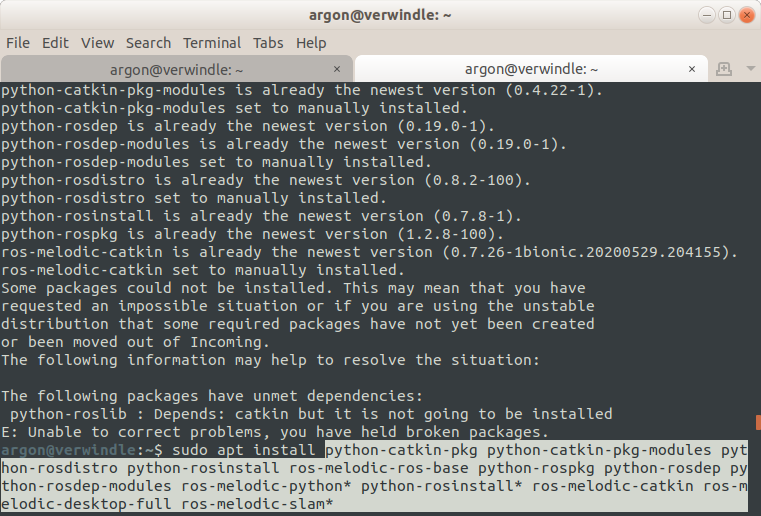 argon@verwindle: ~
File Edit View Search Terminal Tabs Help
argon@verwindle: ~ × argon@verwindle: ~ ×
python-catkin-pkg-modules is already the newest version (0.4.22-1).
python-catkin-pkg-modules set to manually installed.
python-rosdep is already the newest version (0.19.0-1).
python-rosdep-modules is already the newest version (0.19.0-1).
python-rosdep-modules set to manually installed.
python-rosdistro is already the newest version (0.8.2-100).
python-rosdistro set to manually installed.
python-rosinstall is already the newest version (0.7.8-1).
python-rospkg is already the newest version (1.2.8-100).
ros-melodic-catkin is already the newest version (0.7.26-1bionic.20200529.204155).
ros-melodic-catkin set to manually installed.
Some packages could not be installed. This may mean that you have
requested an impossible situation or if you are using the unstable
distribution that some required packages have not yet been created
or been moved out of Incoming.
The following information may help to resolve the situation:
The following packages have unmet dependencies:
python-roslib : Depends: catkin but it is not going to be installed
E: Unable to correct problems, you have held broken packages.
argon@verwindle:~$ sudo apt install python-catkin-pkg python-catkin-pkg-modules pyt
hon-rosdistro python-rosinstall ros-melodic-ros-base python-rospkg python-rosdep py
thon-rosdep-modules ros-melodic-python* python-rosinstall* ros-melodic-catkin ros-m
elodic-desktop-full ros-melodic-slam*